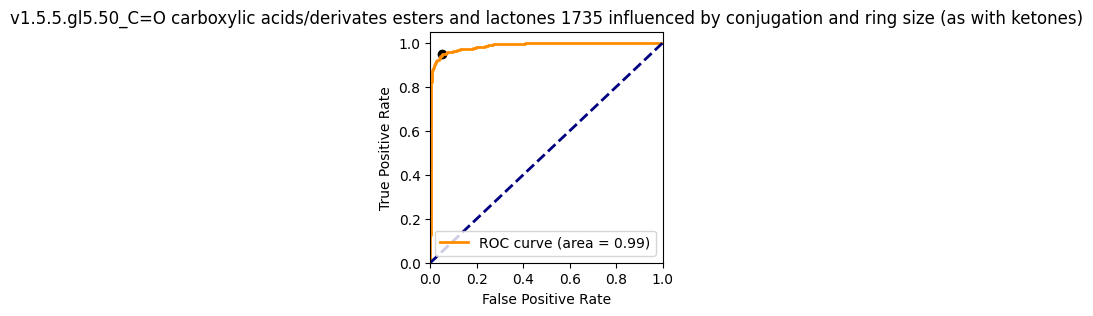 v1.5.5.gl5.50_C=O carboxylic acids/derivates esters and lactones 1735 influenced by conjugation and ring size (as with ketones)
1.0
0.8
0.6
0.4
0.2
0.0
True Positive Rate
ROC curve (area = 0.99)
0.0 0.2 0.4 0.6 0.8 1.0
False Positive Rate